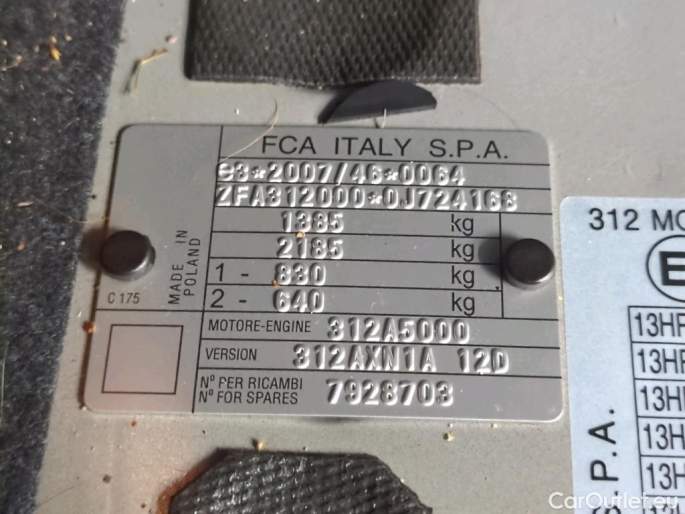 FCA ITALY S.P.A.
e3*2007/46*0064
ZFA312000*0J724168
1385 kg
2185 kg
1 - 830 kg
2 - 640 kg
MADE IN POLAND
C 175
MOTORE-ENGINE 312A5000
VERSION 312AXN1A 12D
Nº PER RICAMBI
Nº FOR SPARES 7928703
312 MO
E
13HF
13HF
13H
13H
13H
P.A.
CarOutlet.eu